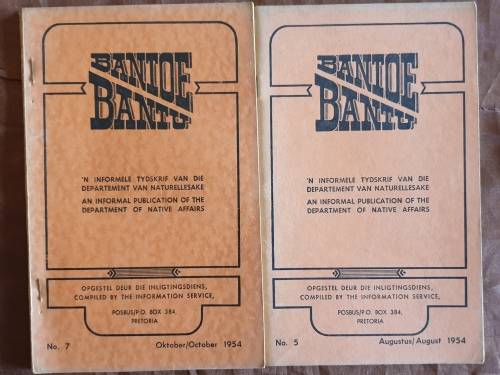 BANTOE
BANTU
'N INFORMELE TYDSKRIF VAN DIE
DEPARTEMENT VAN NATURELLESAKE
AN INFORMAL PUBLICATION OF THE
DEPARTMENT OF NATIVE AFFAIRS
OPGESTEL DEUR DIE INLIGTINGSDIENS,
COMPILED BY THE INFORMATION SERVICE,
POSBUS/P.O. BOX 384,
PRETORIA
No. 7 Oktober/October 1954
BANTOE
BANTU
'N INFORMELE TYDSKRIF VAN DIE
DEPARTEMENT VAN NATURELLESAKE
AN INFORMAL PUBLICATION OF THE
DEPARTMENT OF NATIVE AFFAIRS
OPGESTEL DEUR DIE INLIGTINGSDIENS,
COMPILED BY THE INFORMATION SERVICE,
POSBUS/P.O. BOX 384,
PRETORIA
No. 5 Augustus/August 1954